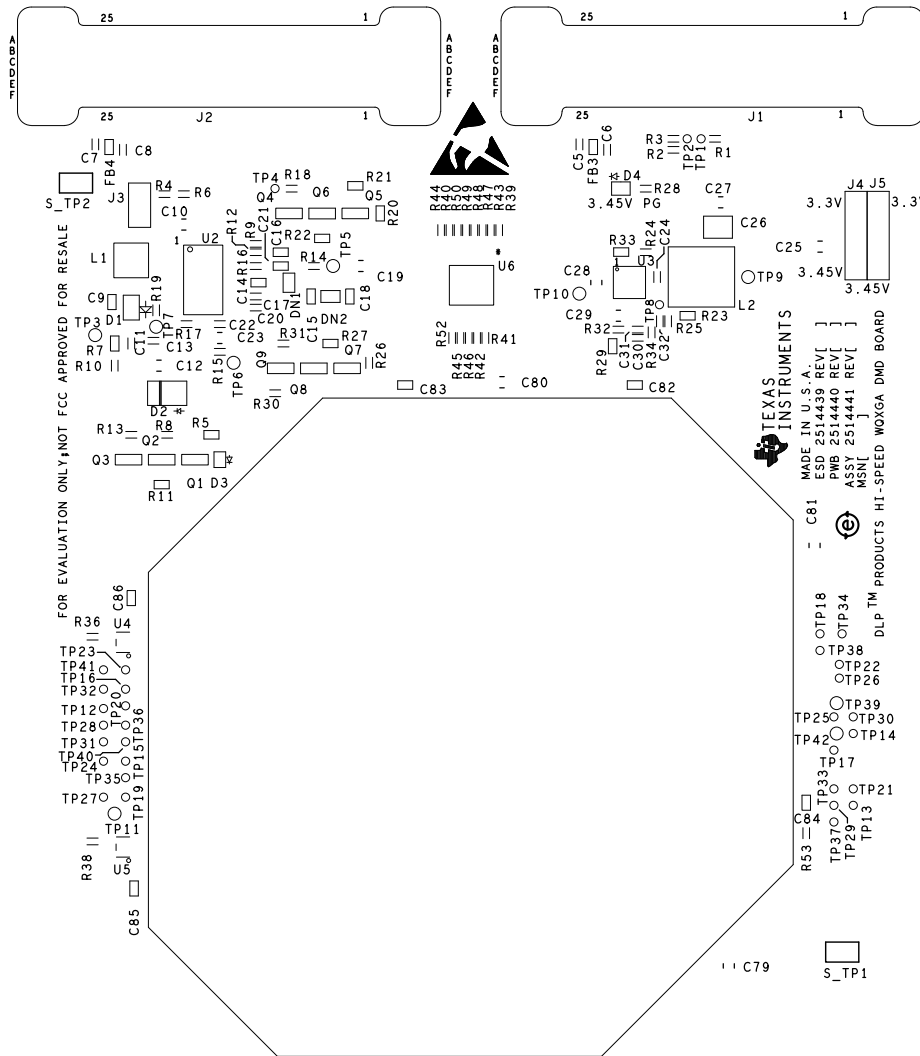 25 1 25 1
ABCDEF ABCDEF ABCDEF ABCDEF
25 J2 1 25 J1 1
C7 FB4 C8
S_TP2
J3 R4 R6
C10
TP4 R18 R21
Q4 Q6 Q5
R20
R12 R9 C21 C16
R22 TP5
R16 R14 C19
U2 1
L1
C14 DN1 C18
C17
C20 C15 DN2
C9 D1 R19
TP3 TP7 R17 C22
R7 C11 C13 C23
R10 C12 R15 TP6
R31 R27
Q9 Q7 R26
R30 Q8
D2
R13 R8 R5
Q2
Q3 Q1 D3
R11
R44 R40 R50 R49 R48 R47 R43 R39
U6
R52 R41
R45 R46 R42
C83 C80 C82
C5 FB3 C6
R3 TP2 TP1 R1
R2
D4
3.45V PG R28
C27
C26
R33 R24 C24
U3 1
C28
TP10
C29
TP8 L2 TP9
R32 R23
R29 C31 C30 R34 C32 R25
J4 J5
3.3V 3.3V
C25
3.45V
3.45V
TEXAS
INSTRUMENTS
MADE IN U.S.A.
ESD 2514439 REV[ ]
PWB 2514440 REV[ ]
ASSY 2514441 REV[ ]
MSN[ ]
DLP™ PRODUCTS HI-SPEED WQXGA DMD BOARD
e
C81
FOR EVALUATION ONLY;NOT FCC APPROVED FOR RESALE
C86
R36 U4
TP23
TP41
TP16
TP32
TP20
TP12
TP28 TP36
TP31
TP40
TP24 TP15
TP35
TP27 TP19
TP11
R38 U5
C85
TP18 TP34
TP38
TP22
TP26
TP39
TP25 TP30
TP42 TP14
TP17
TP33 TP21
C84 TP13
R53 TP37 TP29
C79
S_TP1